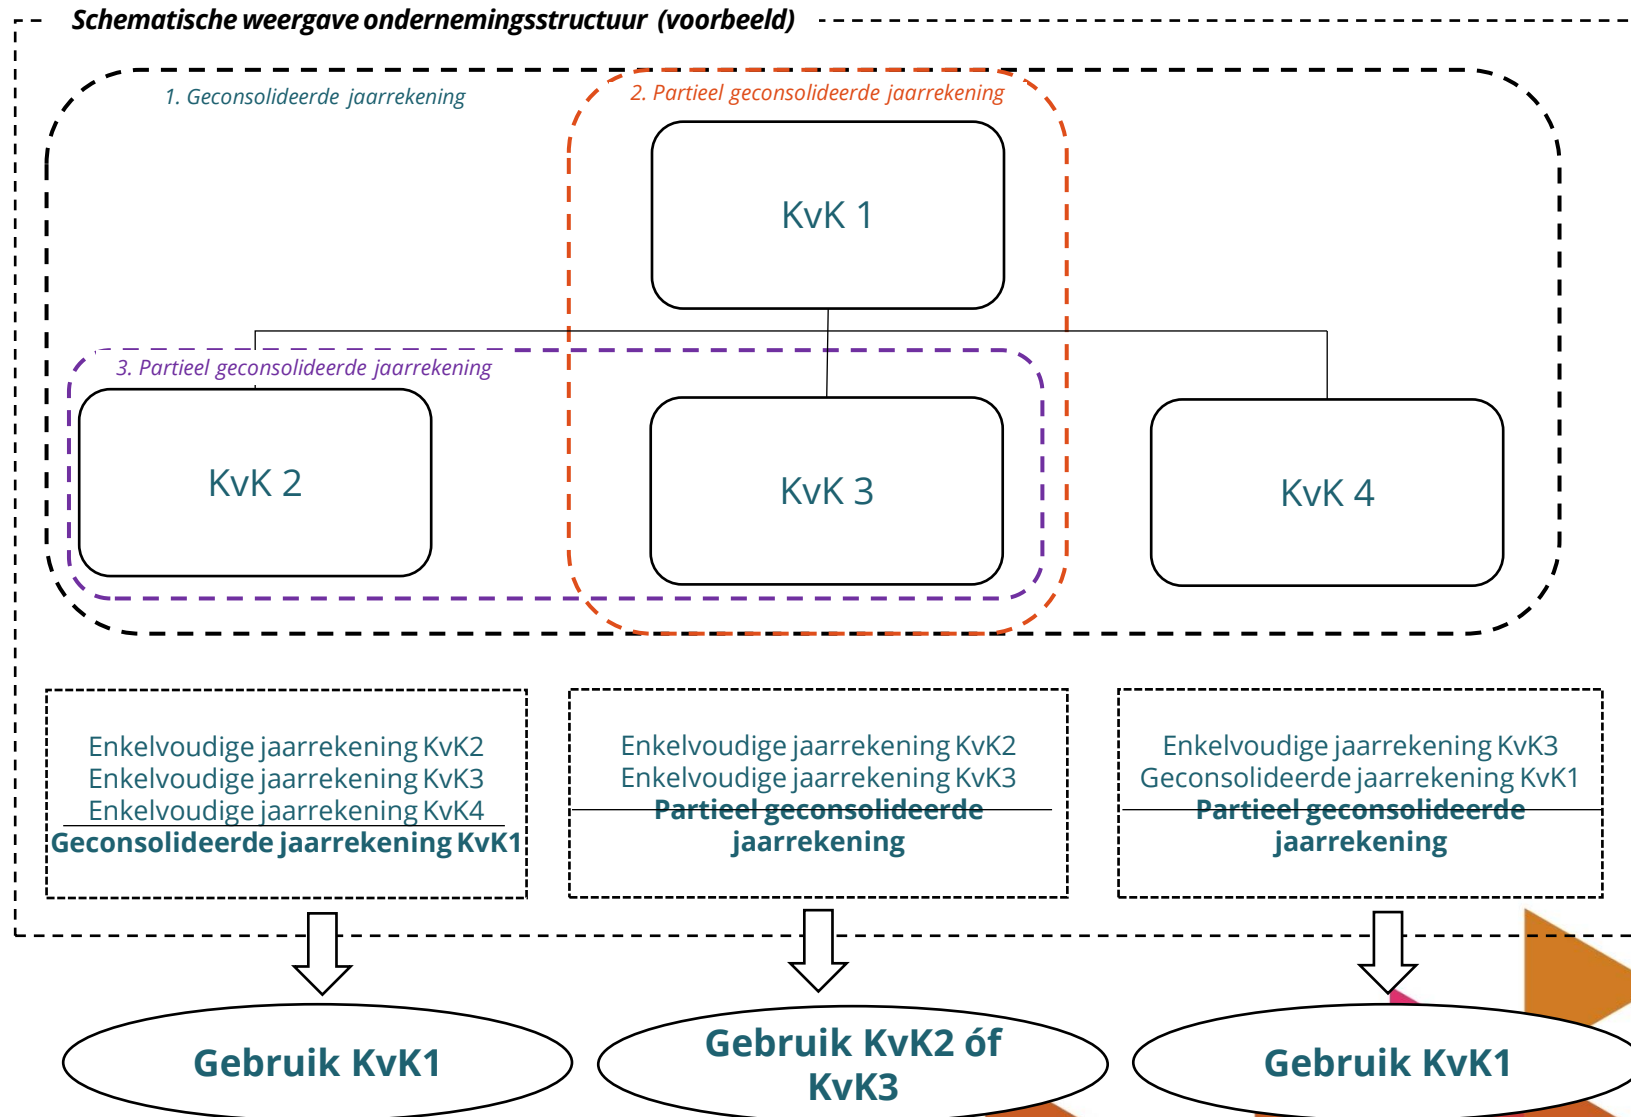 Schematische weergave ondernemingsstructuur (voorbeeld)
1. Geconsolideerde jaarrekening
2. Partieel geconsolideerde jaarrekening
KvK 1
3. Partieel geconsolideerde jaarrekening
KvK 2
KvK 3
KvK 4
Enkelvoudige jaarrekening KvK2
Enkelvoudige jaarrekening KvK3
Enkelvoudige jaarrekening KvK4
Geconsolideerde jaarrekening KvK1
Enkelvoudige jaarrekening KvK2
Enkelvoudige jaarrekening KvK3
Partieel geconsolideerde
jaarrekening
Enkelvoudige jaarrekening KvK3
Geconsolideerde jaarrekening KvK1
Partieel geconsolideerde
jaarrekening
Gebruik KvK1
Gebruik KvK2 óf
KvK3
Gebruik KvK1